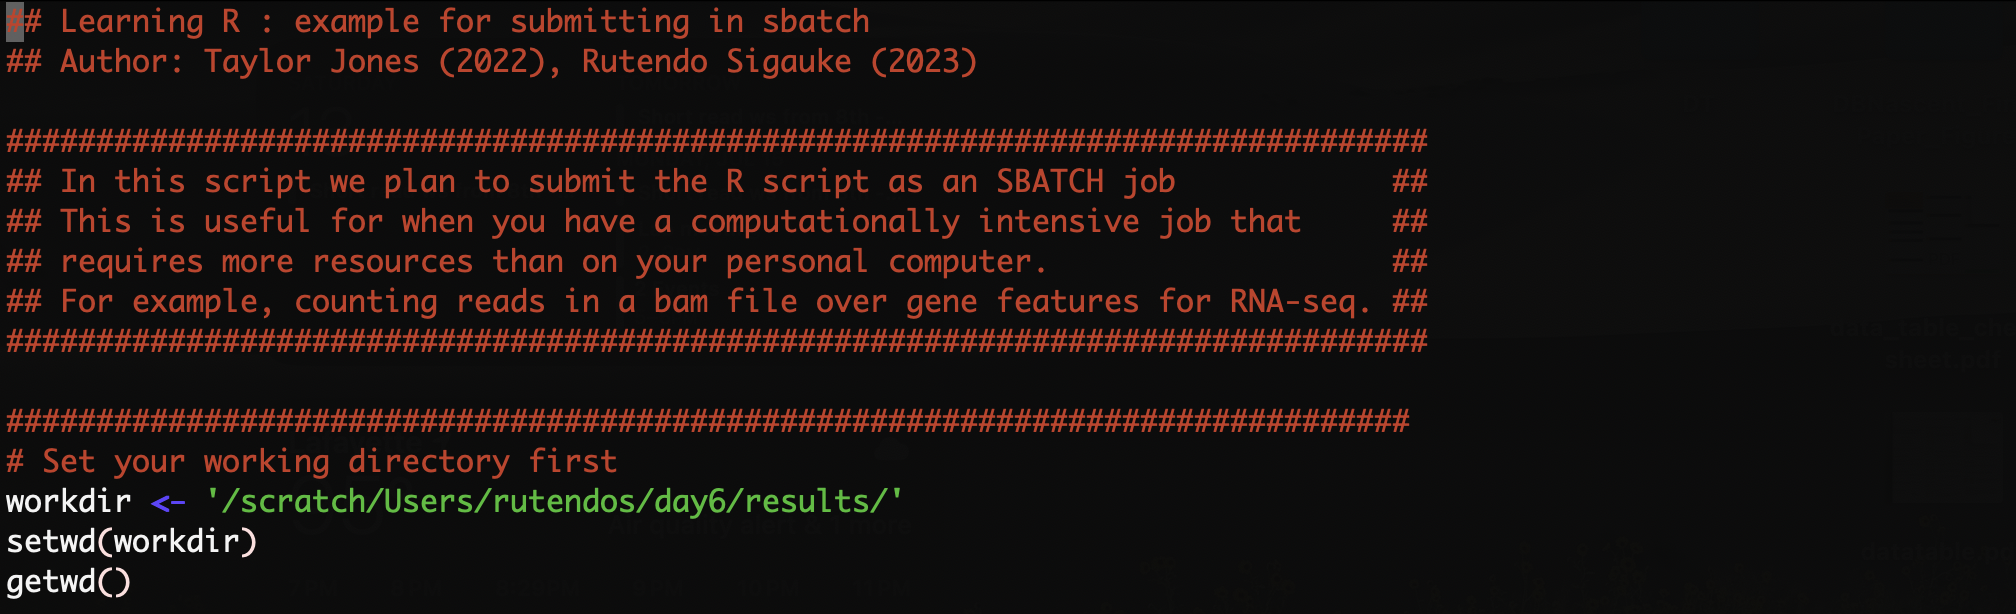 ## Learning R : example for submitting in sbatch
## Author: Taylor Jones (2022), Rutendo Sigauke (2023)
###############################################################################
## In this script we plan to submit the R script as an SBATCH job            ##
## This is useful for when you have a computationally intensive job that     ##
## requires more resources than on your personal computer.                   ##
## For example, counting reads in a bam file over gene features for RNA-seq. ##
###############################################################################
##############################################################################
# Set your working directory first
workdir <- '/scratch/Users/rutendos/day6/results/'
setwd(workdir)
getwd()